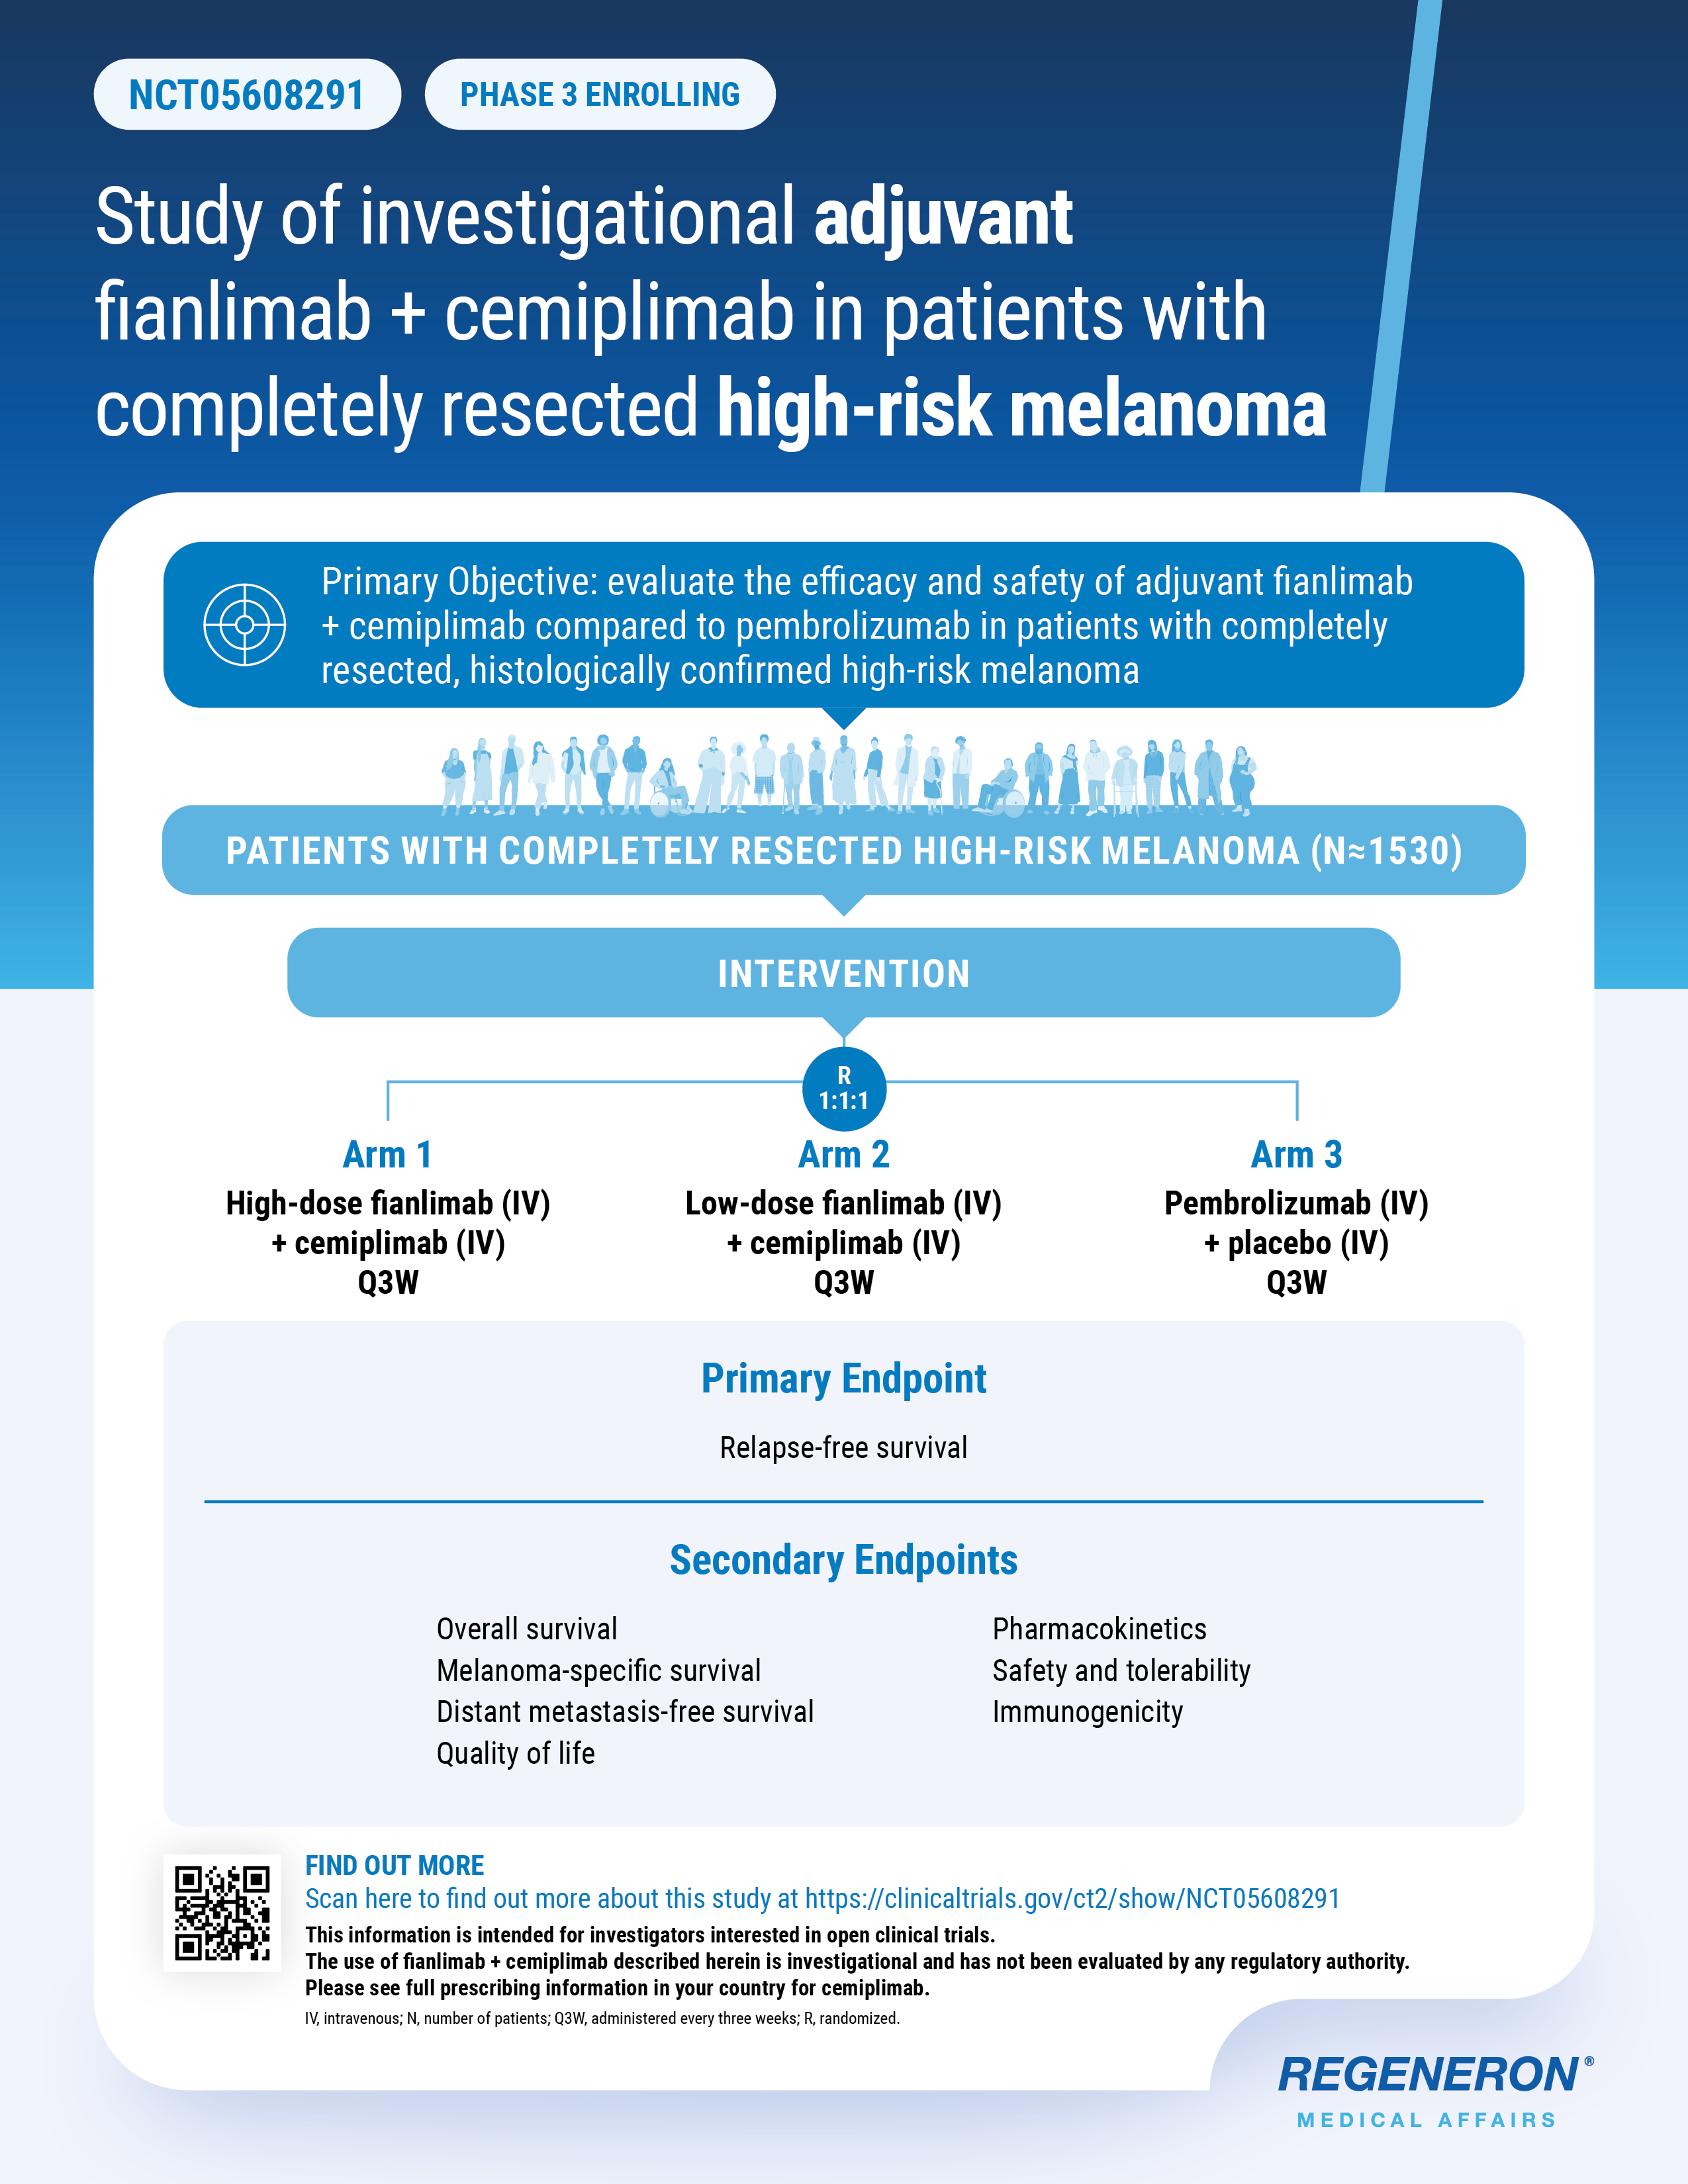 NCT05608291
PHASE 3 ENROLLING
Study of investigational adjuvant
fianlimab + cemiplimab in patients with
completely resected high-risk melanoma
Primary Objective: evaluate the efficacy and safety of adjuvant fianlimab
+ cemiplimab compared to pembrolizumab in patients with completely
resected, histologically confirmed high-risk melanoma
PATIENTS WITH COMPLETELY RESECTED HIGH-RISK MELANOMA (N≈1530)
INTERVENTION
R
1:1:1
Arm 1
High-dose fianlimab (IV)
+ cemiplimab (IV)
Q3W
Arm 2
Low-dose fianlimab (IV)
+ cemiplimab (IV)
Q3W
Arm 3
Pembrolizumab (IV)
+ placebo (IV)
Q3W
Primary Endpoint
Relapse-free survival
Secondary Endpoints
Overall survival
Melanoma-specific survival
Distant metastasis-free survival
Quality of life
Pharmacokinetics
Safety and tolerability
Immunogenicity
FIND OUT MORE
Scan here to find out more about this study at https://clinicaltrials.gov/ct2/show/NCT05608291
This information is intended for investigators interested in open clinical trials.
The use of fianlimab + cemiplimab described herein is investigational and has not been evaluated by any regulatory authority.
Please see full prescribing information in your country for cemiplimab.
IV, intravenous; N, number of patients; Q3W, administered every three weeks; R, randomized.
REGENERON®
MEDICAL AFFAIRS